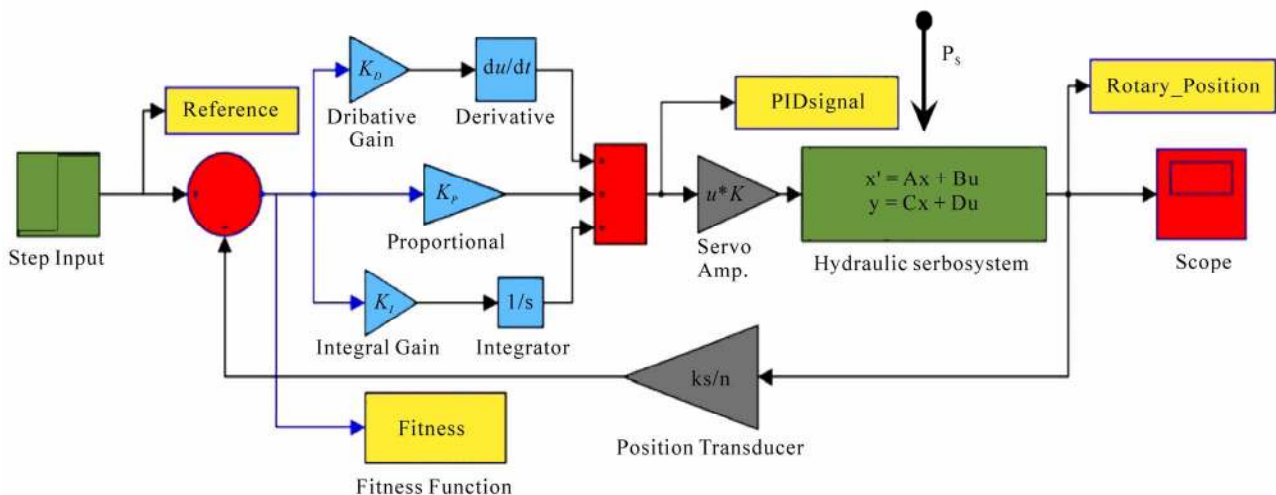 K_D
du/dt
Dribative
Gain
Derivative
P_s
Reference
PIDsignal
Rotary_Position
Step Input
K_P
Proportional
u*K
Servo
Amp.
x' = Ax + Bu
y = Cx + Du
Hydraulic serbosystem
Scope
K_I
Integral Gain
1/s
Integrator
ks/n
Position Transducer
Fitness
Fitness Function